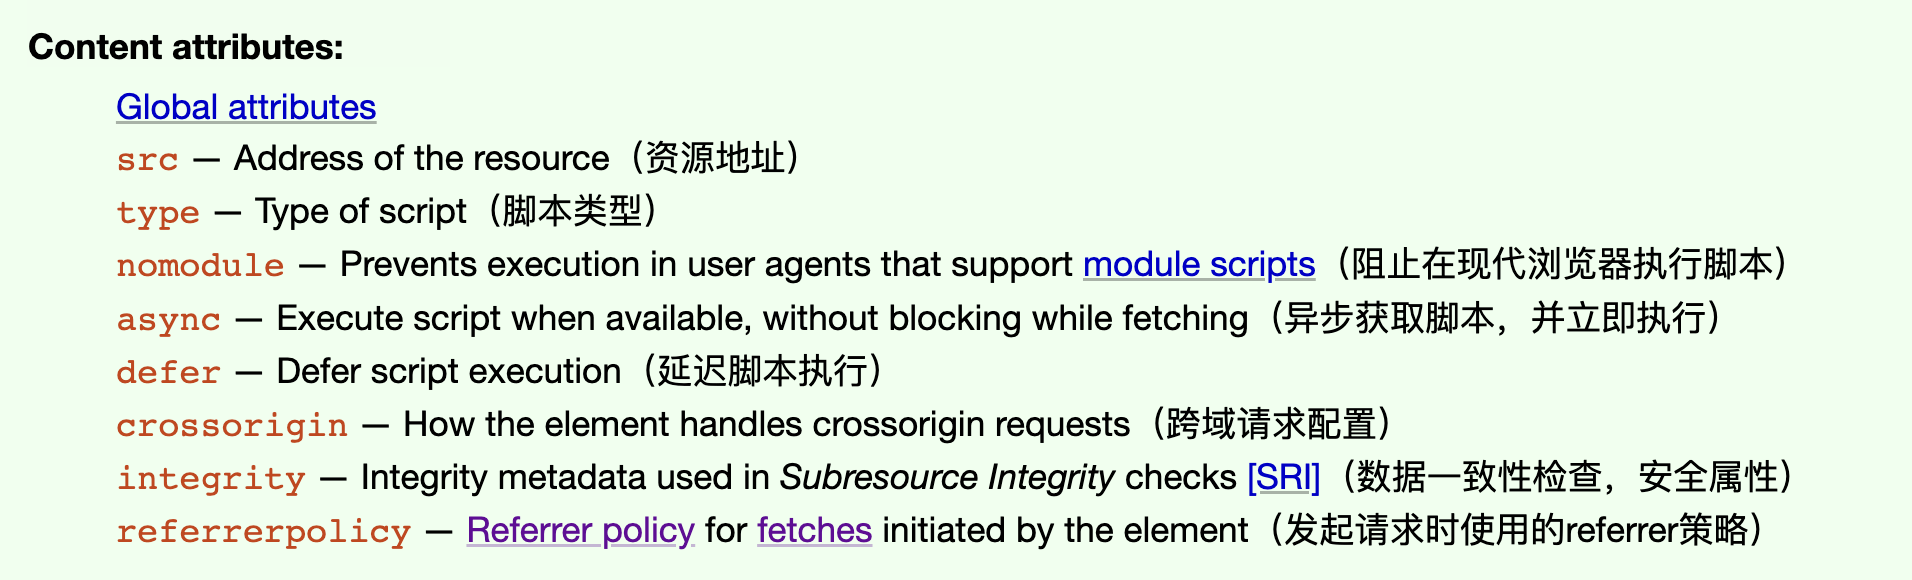 Content attributes:
Global attributes
src — Address of the resource（资源地址）
type — Type of script（脚本类型）
nomodule — Prevents execution in user agents that support module scripts（阻止在现代浏览器执行脚本）
async — Execute script when available, without blocking while fetching（异步获取脚本，并立即执行）
defer — Defer script execution（延迟脚本执行）
crossorigin — How the element handles crossorigin requests（跨域请求配置）
integrity — Integrity metadata used in Subresource Integrity checks [SRI]（数据一致性检查，安全属性）
referrerpolicy — Referrer policy for fetches initiated by the element（发起请求时使用的referrer策略）